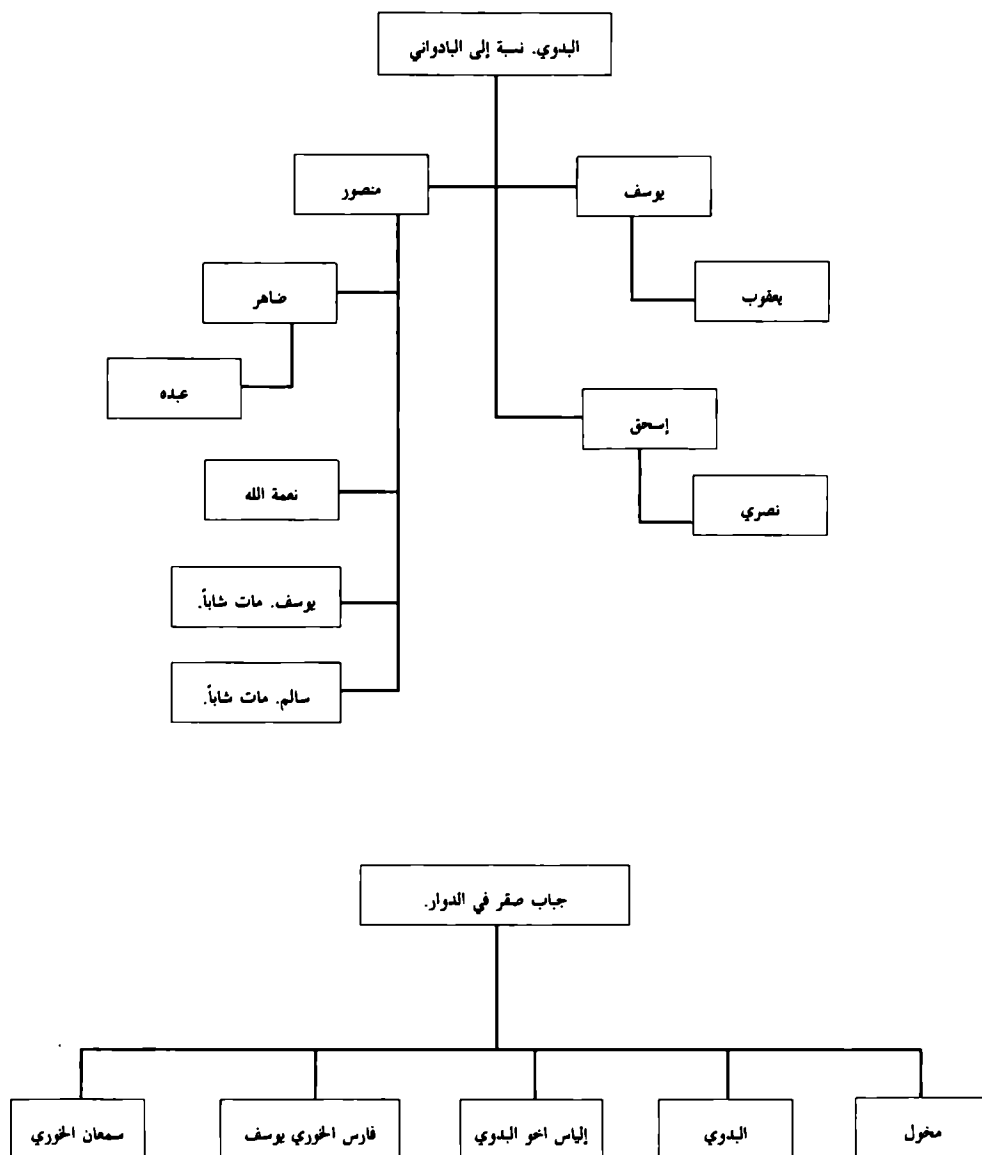 البدوي. نسبة إلى البادواني
يوسف
منصور
يعقوب
ضاهر
عبده
إسحق
نعمة الله
نصري
يوسف. مات شاباً.
سالم. مات شاباً.
جباب صقر في الدوار.
مخول
البدوي
إلياس اخو البدوي
فارس الخوري يوسف
سمعان الخوري